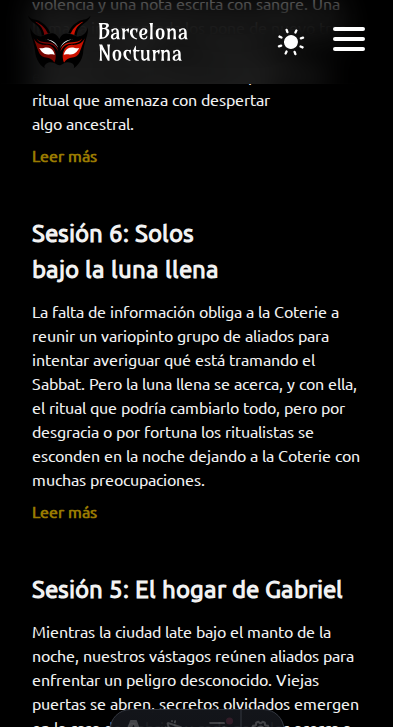 violencia y una nota escrita con sangre. Una
Barcelona
Nocturna
ritual que amenaza con despertar
algo ancestral.
Leer más
Sesión 6: Solos
bajo la luna llena
La falta de información obliga a la Coterie a
reunir un variopinto grupo de aliados para
intentar averiguar qué está tramando el
Sabbat. Pero la luna llena se acerca, y con ella,
el ritual que podría cambiarlo todo, pero por
desgracia o por fortuna los ritualistas se
esconden en la noche dejando a la Coterie con
muchas preocupaciones.
Leer más
Sesión 5: El hogar de Gabriel
Mientras la ciudad late bajo el manto de la
noche, nuestros vástagos reúnen aliados para
enfrentar un peligro desconocido. Viejas
puertas se abren, secretos olvidados emergen